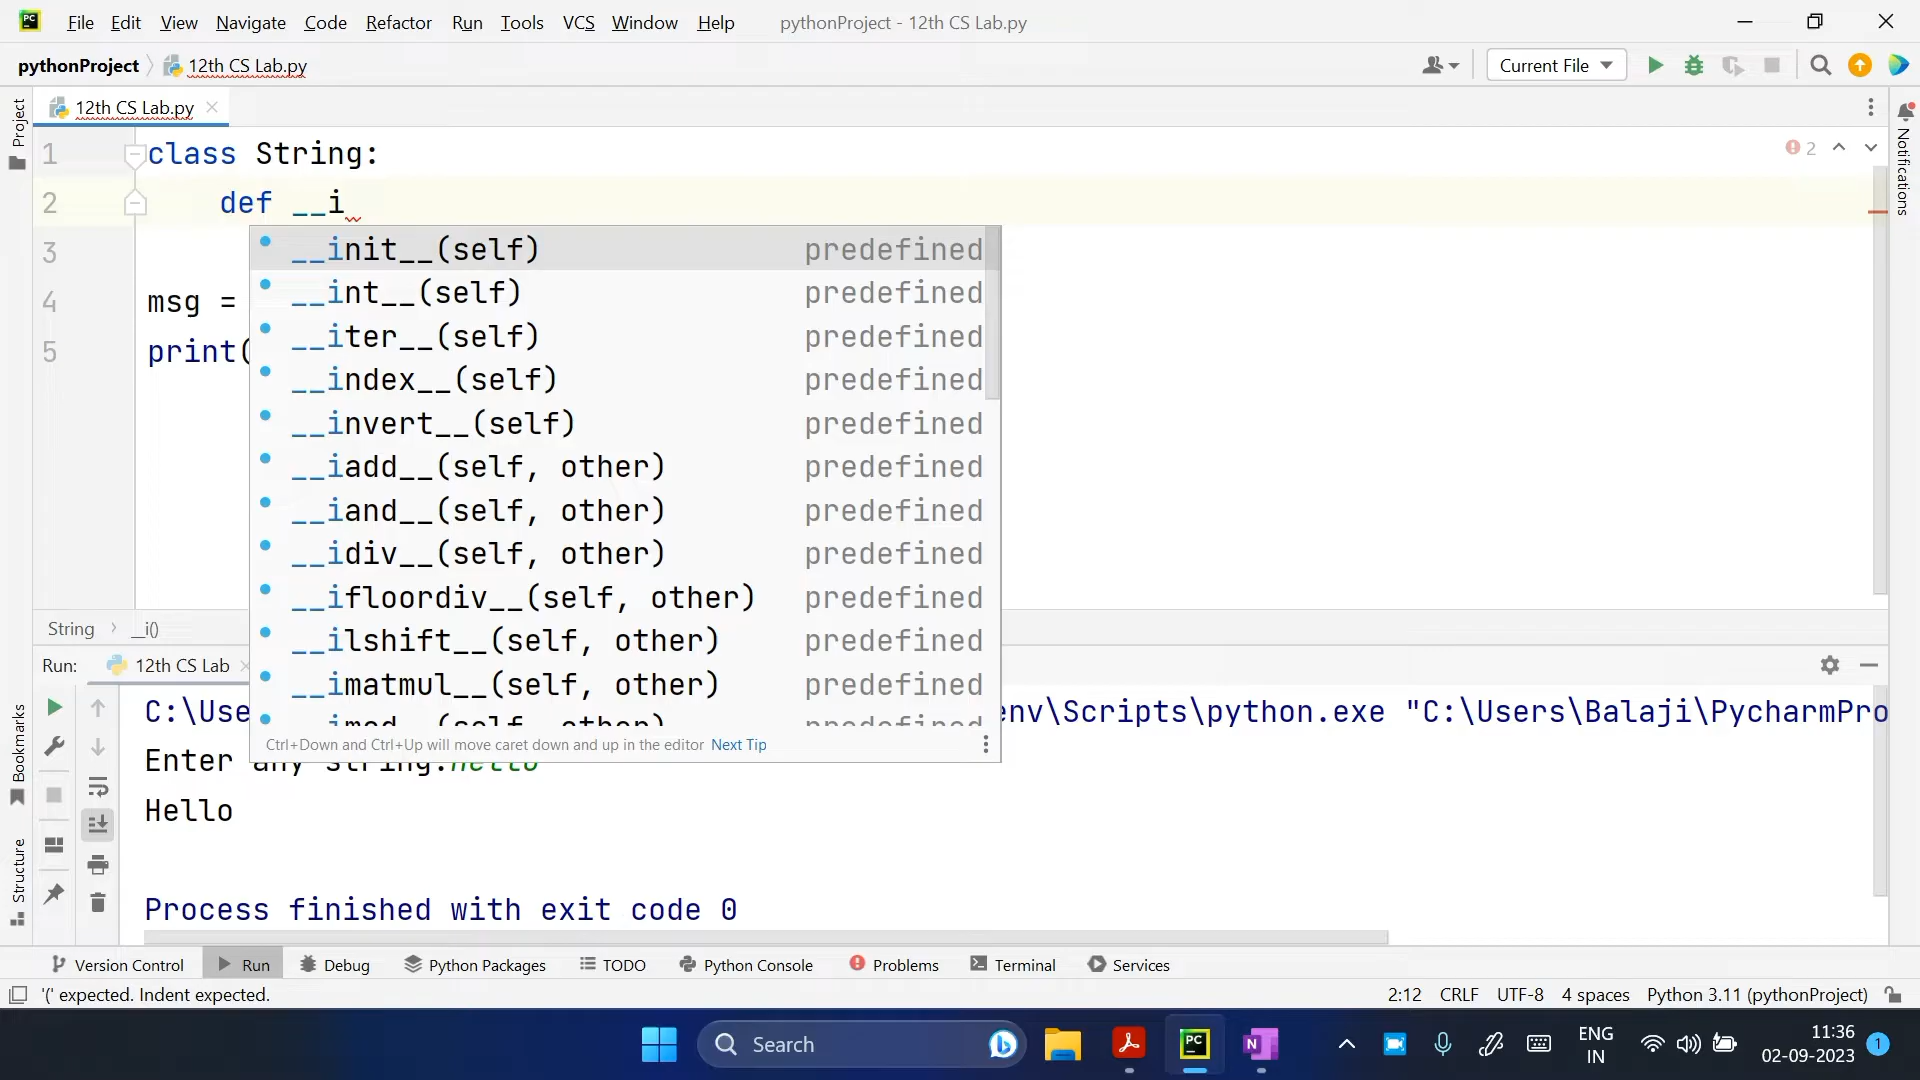 PC File Edit View Navigate Code Refactor Run Tools VCS Window Help pythonProject - 12th CS Lab.py
pythonProject 12th CS Lab.py Current File
Project 12th CS Lab.py
Notifications
1 class String: 2
2 def __i
__init__(self) predefined
3 __int__(self) predefined
4 msg = __iter__(self) predefined
5 print( __index__(self) predefined
__invert__(self) predefined
__iadd__(self, other) predefined
__iand__(self, other) predefined
__idiv__(self, other) predefined
__ifloordiv__(self, other) predefined
String __i() __ilshift__(self, other) predefined
Run: 12th CS Lab __imatmul__(self, other) predefined
C:\Use env\Scripts\python.exe "C:\Users\Balaji\PycharmPro
Ctrl+Down and Ctrl+Up will move caret down and up in the editor Next Tip
Bookmarks
Enter any string:hello
Hello
Structure
Process finished with exit code 0
Version Control Run Debug Python Packages TODO Python Console Problems Terminal Services
'(' expected. Indent expected. 2:12 CRLF UTF-8 4 spaces Python 3.11 (pythonProject)
Search PC N ENG 11:36
IN 02-09-2023 1